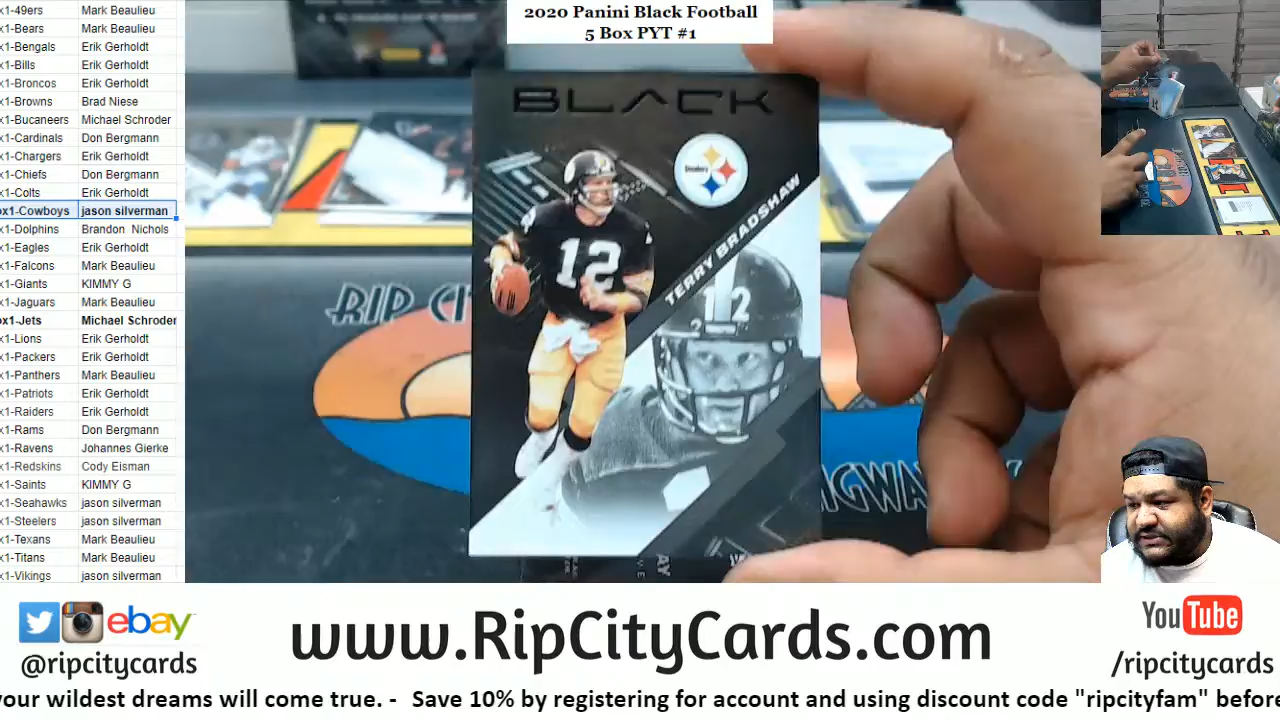 2020 Panini Black Football
5 Box PYT #1
x1-49ers Mark Beaulieu
x1-Bears Mark Beaulieu
x1-Bengals Erik Gerholdt
x1-Bills Erik Gerholdt
x1-Broncos Erik Gerholdt
x1-Browns Brad Niese
x1-Bucaneers Michael Schroder
x1-Cardinals Don Bergmann
x1-Chargers Erik Gerholdt
x1-Chiefs Don Bergmann
x1-Colts Erik Gerholdt
ox1-Cowboys jason silverman
x1-Dolphins Brandon Nichols
x1-Eagles Erik Gerholdt
x1-Falcons Mark Beaulieu
x1-Giants KIMMY G
x1-Jaguars Mark Beaulieu
ox1-Jets Michael Schroder
x1-Lions Erik Gerholdt
x1-Packers Erik Gerholdt
x1-Panthers Mark Beaulieu
x1-Patriots Erik Gerholdt
x1-Raiders Erik Gerholdt
x1-Rams Don Bergmann
x1-Ravens Johannes Gierke
x1-Redskins Cody Eisman
x1-Saints KIMMY G
x1-Seahawks jason silverman
x1-Steelers jason silverman
x1-Texans Mark Beaulieu
x1-Titans Mark Beaulieu
x1-Vikings jason silverman
BLACK
Steelers
12
TERRY BRADSHAW
12
RIP CI
NGWA
ebay
@ripcitycards
www.RipCityCards.com
YouTube
/ripcitycards
your wildest dreams will come true. - Save 10% by registering for account and using discount code "ripcityfam" before